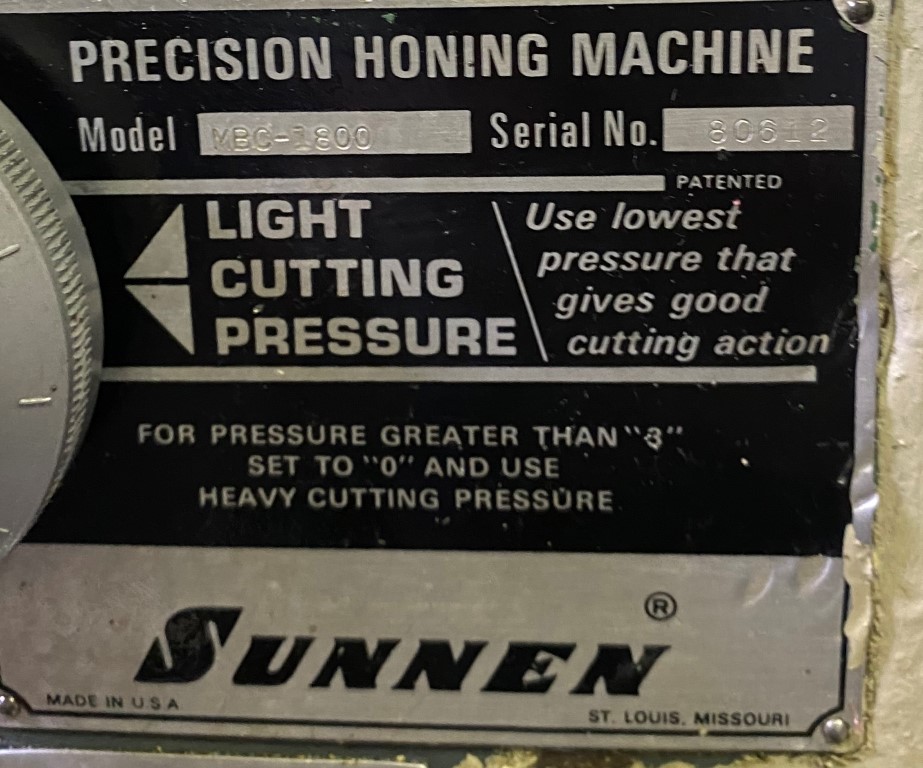 PRECISION HONING MACHINE
Model MBC-1800 Serial No. 80612
PATENTED
LIGHT
CUTTING
PRESSURE
Use lowest
pressure that
gives good
cutting action
FOR PRESSURE GREATER THAN "3"
SET TO "0" AND USE
HEAVY CUTTING PRESSURE
SUNNEN®
MADE IN U.S.A
ST. LOUIS, MISSOURI